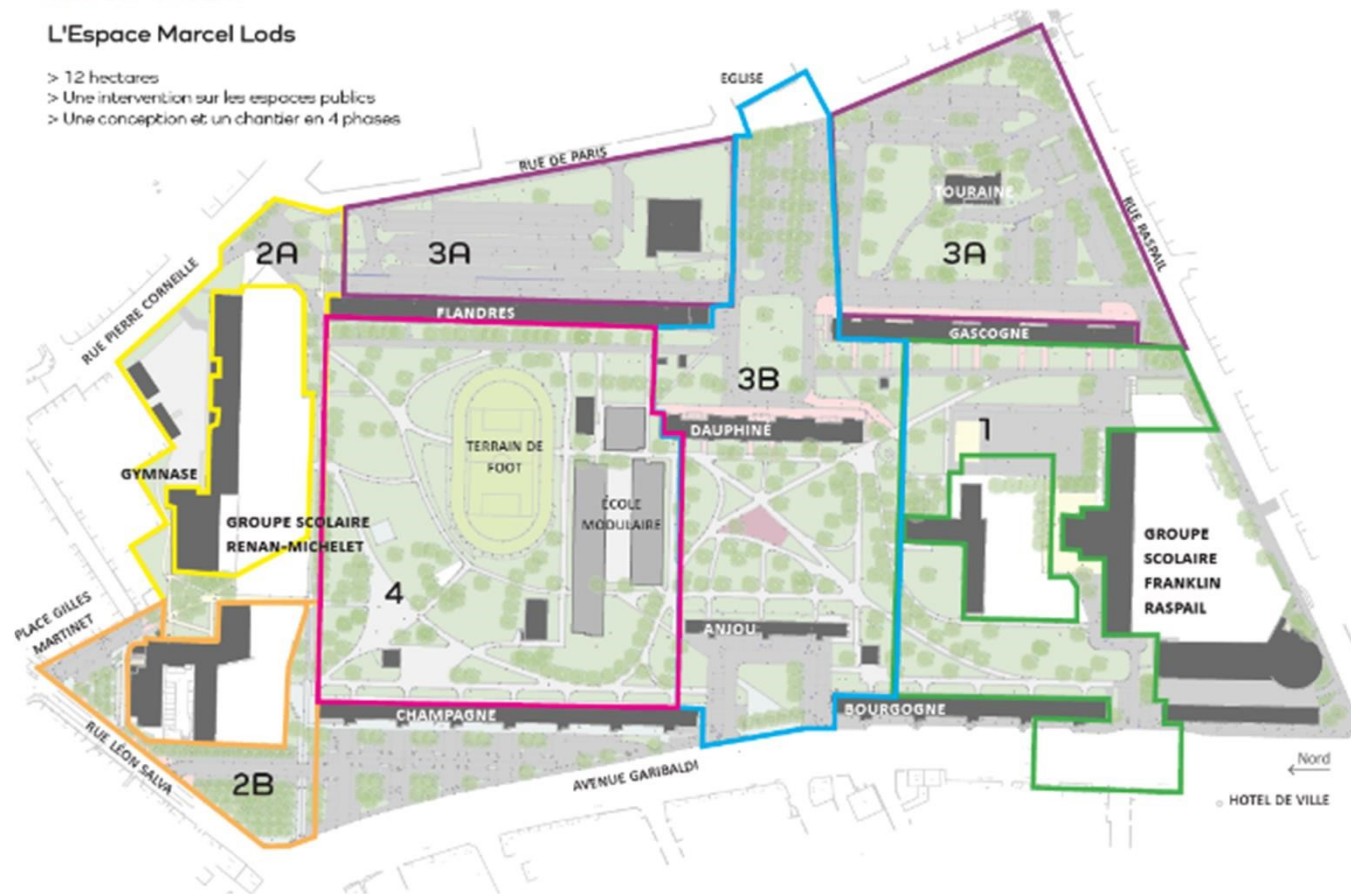 L'Espace Marcel Lods
> 12 hectares
> Une intervention sur les espaces publics
> Une conception et un chantier en 4 phases
EGLISE
RUE DE PARIS
TOURAINE
RUE RASPAIL
2A
3A
3A
RUE PIERRE CORNEILLE
FLANDRES
GASCOGNE
3B
DAUPHINÉ
1
TERRAIN DE
FOOT
GYMNASE
ÉCOLE
MODULAIRE
GROUPE SCOLAIRE
RENAN-MICHELET
GROUPE
SCOLAIRE
FRANKLIN
RASPAIL
4
PLACE GILLES
MARTINET
ANJOU
CHAMPAGNE
BOURGOGNE
RUE LÉON SALVA
2B
AVENUE GARIBALDI
Nord
HOTEL DE VILLE